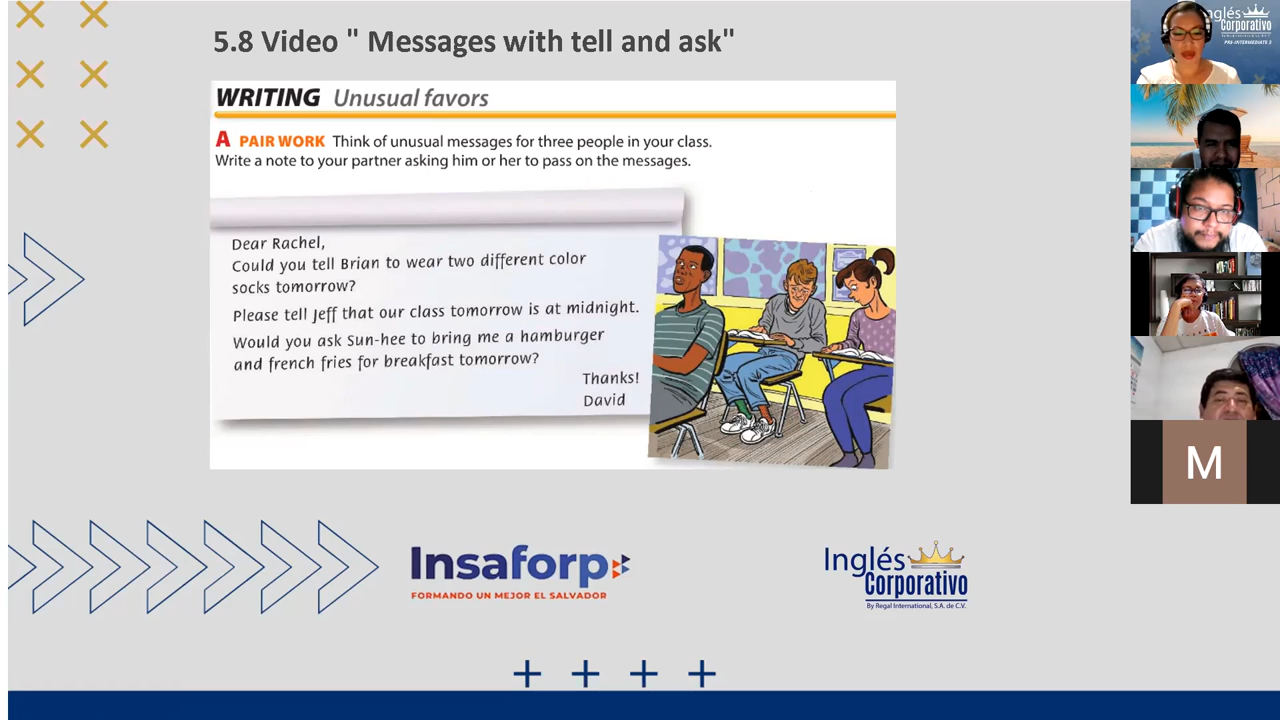 5.8 Video " Messages with tell and ask"
WRITING Unusual favors
A PAIR WORK Think of unusual messages for three people in your class.
Write a note to your partner asking him or her to pass on the messages.
Dear Rachel,
Could you tell Brian to wear two different color
socks tomorrow?
Please tell Jeff that our class tomorrow is at midnight.
Would you ask Sun-hee to bring me a hamburger
and french fries for breakfast tomorrow?
Thanks!
David
Insaforp
FORMANDO UN MEJOR EL SALVADOR
Inglés
Corporativo
By Regal International, S.A. de C.V.
Inglés
Corporativo
PRE-INTERMEDIATE 2
M